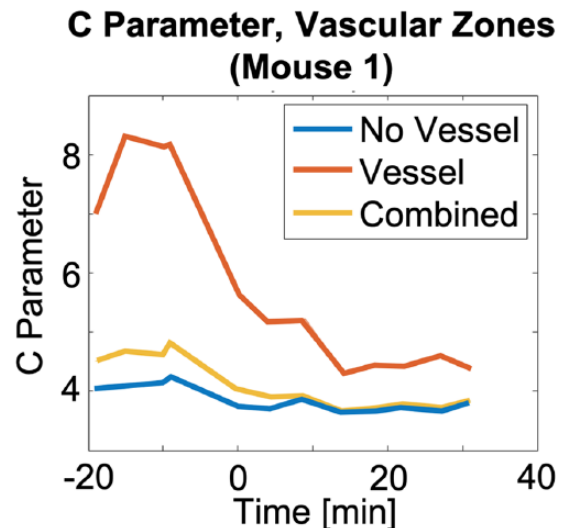 C Parameter, Vascular Zones
(Mouse 1)
No Vessel
Vessel
Combined
C Parameter
8
6
4
-20
0
20
40
Time [min]